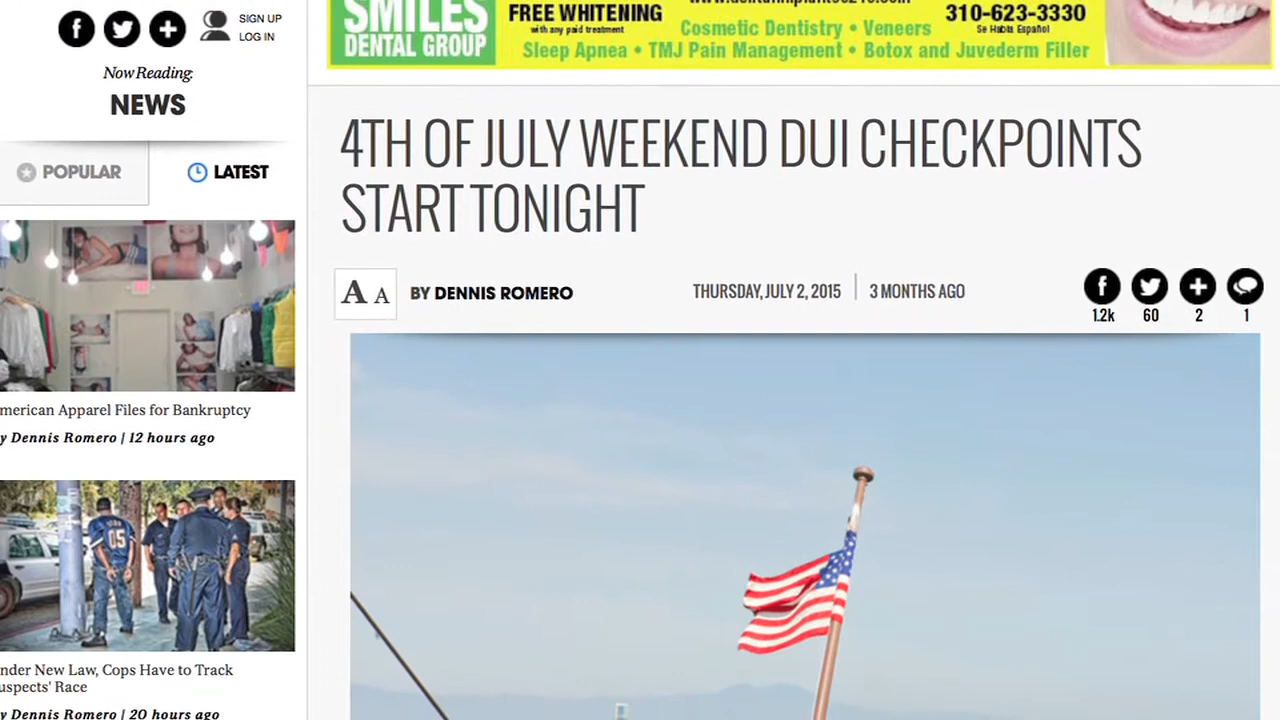 SMILES
DENTAL GROUP
FREE WHITENING
with any paid treatment
310-623-3330
Se Habla Español
Cosmetic Dentistry • Veneers
Sleep Apnea • TMJ Pain Management • Botox and Juvederm Filler
SIGN UP
LOG IN
Now Reading:
NEWS
POPULAR
LATEST
merican Apparel Files for Bankruptcy
y Dennis Romero | 12 hours ago
05
nder New Law, Cops Have to Track
uspects' Race
y Dennis Romero | 20 hours ago
4TH OF JULY WEEKEND DUI CHECKPOINTS
START TONIGHT
A A
BY DENNIS ROMERO
THURSDAY, JULY 2, 2015
3 MONTHS AGO
1.2k
60
2
1